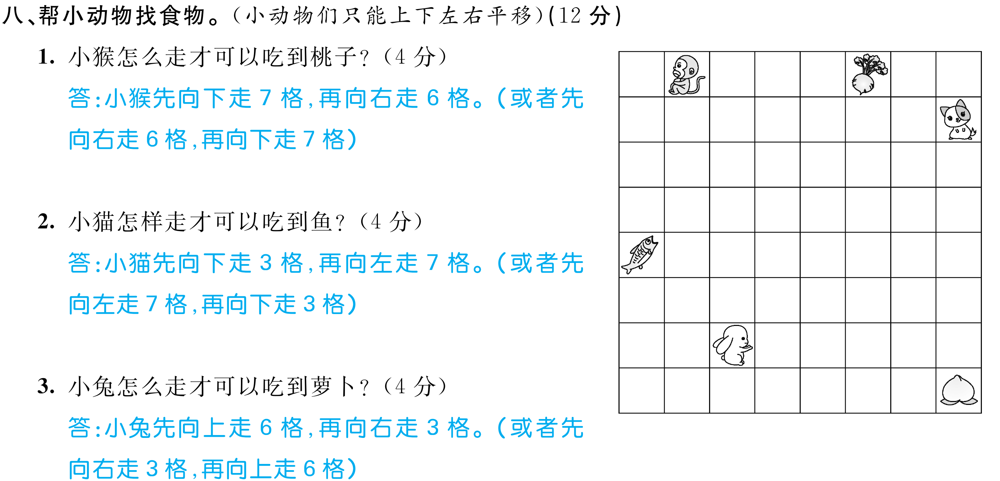 八、帮小动物找食物。(小动物们只能上下左右平移)(12 分)
1. 小猴怎么走才可以吃到桃子?(4 分)
答:小猴先向下走 7 格,再向右走 6 格。(或者先
向右走 6 格,再向下走 7 格)
2. 小猫怎样走才可以吃到鱼?(4 分)
答:小猫先向下走 3 格,再向左走 7 格。(或者先
向左走 7 格,再向下走 3 格)
3. 小兔怎么走才可以吃到萝卜?(4 分)
答:小兔先向上走 6 格,再向右走 3 格。(或者先
向右走 3 格,再向上走 6 格)